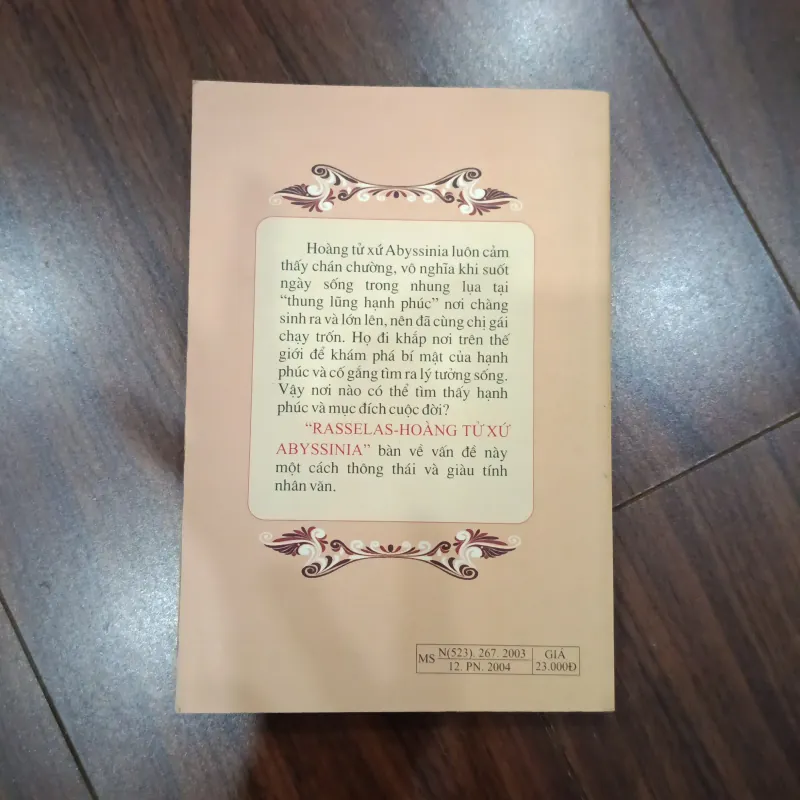 Hoàng tử xứ Abyssinia luôn cảm
thấy chán chường, vô nghĩa khi suốt
ngày sống trong nhung lụa tại
“thung lũng hạnh phúc” nơi chàng
sinh ra và lớn lên, nên đã cùng chị gái
chạy trốn. Họ đi khắp nơi trên thế
giới để khám phá bí mật của hạnh
phúc và cố gắng tìm ra lý tưởng sống.
Vậy nơi nào có thể tìm thấy hạnh
phúc và mục đích cuộc đời?
“RASSELAS-HOÀNG TỬ XỨ
ABYSSINIA” bàn về vấn đề này
một cách thông thái và giàu tính
nhân văn.
MS N(523). 267. 2003 GIÁ
12. PN. 2004 23.000Đ